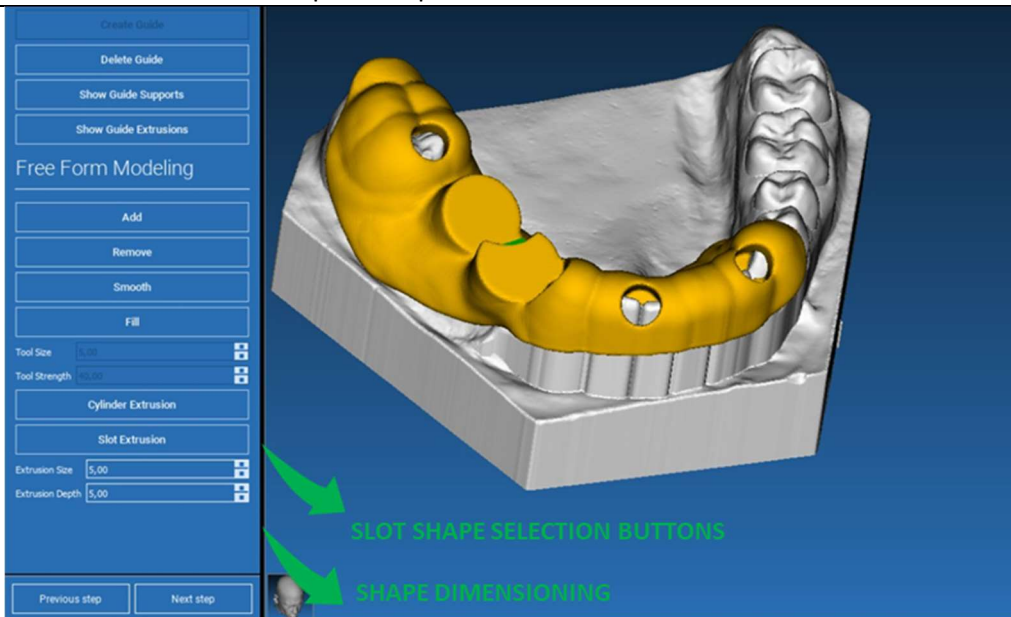 Create Guide
Delete Guide
Show Guide Supports
Show Guide Extrusions
Free Form Modeling
Add
Remove
Smooth
Fill
Tool Size 5,00
Tool Strength 40,00
Cylinder Extrusion
Slot Extrusion
Extrusion Size 5,00
Extrusion Depth 5,00
SLOT SHAPE SELECTION BUTTONS
SHAPE DIMENSIONING
Previous step Next step